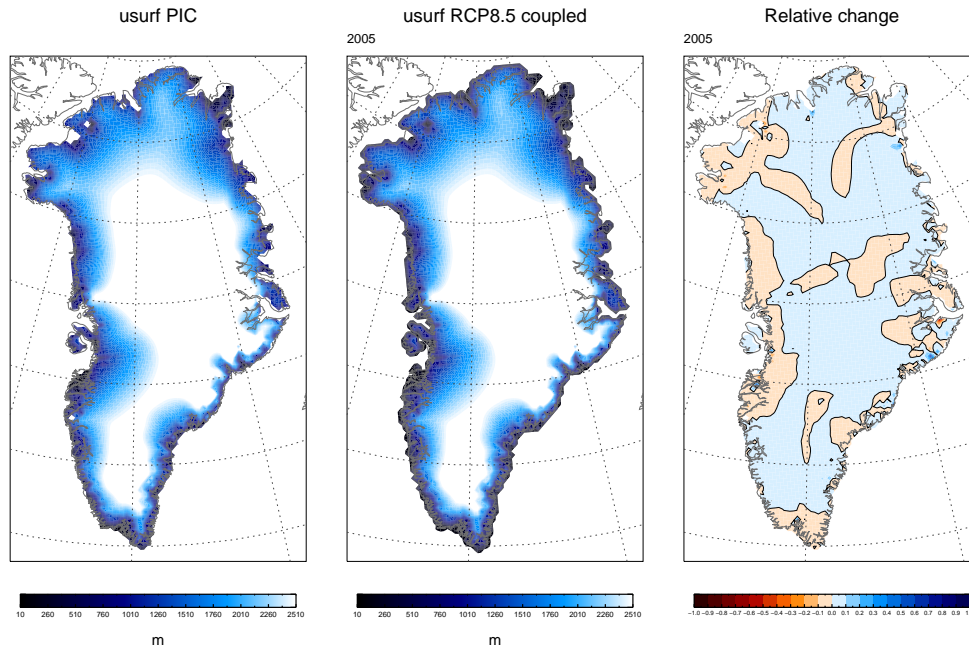 usurf PIC
usurf RCP8.5 coupled
Relative change
2005
2005
10 260 510 760 1010 1260 1510 1760 2010 2260 2510
10 260 510 760 1010 1260 1510 1760 2010 2260 2510
−1.0 −0.9 −0.8 −0.7 −0.6 −0.5 −0.4 −0.3 −0.2 −0.1 0.0 0.1 0.2 0.3 0.4 0.5 0.6 0.7 0.8 0.9 1
m
m